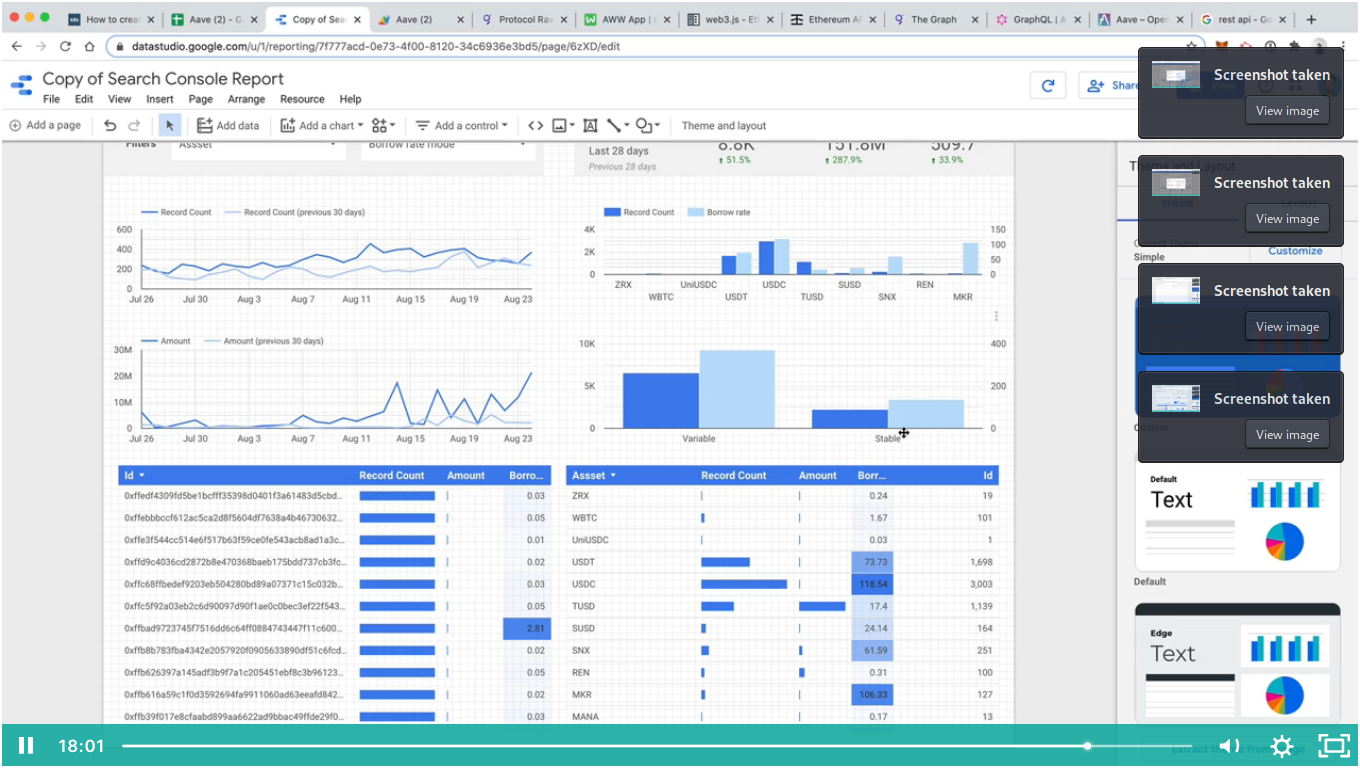 How to creat
Aave (2) - G
Copy of Sea
Aave (2)
Protocol Rav
AWW App |
web3.js - Et
Ethereum AP
The Graph
GraphQL | A
Aave – Open
rest api - Go
datastudio.google.com/u/1/reporting/7f777acd-0e73-4f00-8120-34c6936e3bd5/page/6zXD/edit
Copy of Search Console Report
File Edit View Insert Page Arrange Resource Help
Share
Add a page Add data Add a chart Add a control Theme and layout
Screenshot taken
View image
Screenshot taken
View image
Screenshot taken
View image
Screenshot taken
View image
Filters Assset Borrow rate mode
Last 28 days 8.8K 151.8M 509.7
Previous 28 days 51.5% 287.9% 33.9%
Record Count Record Count (previous 30 days)
600
400
200
0
Jul 26 Jul 30 Aug 3 Aug 7 Aug 11 Aug 15 Aug 19 Aug 23
Record Count Borrow rate
4K 150
2K 100
50
0 0
ZRX UniUSDC USDC SUSD REN
WBTC USDT TUSD SNX MKR
Amount Amount (previous 30 days)
30M
20M
10M
0
Jul 26 Jul 30 Aug 3 Aug 7 Aug 11 Aug 15 Aug 19 Aug 23
10K 400
5K 200
0 0
Variable Stable
Id Record Count Amount Borro...
0xffedf4309fd5be1bcfff35398d0401f3a61483d5cbd... 0.03
0xffebbbccf612ac5ca2d8f5604df7638a4b46730632... 0.05
0xffe3f544cc514e6f517b63f59ce0fe543acb8ad1a3c... 0.01
0xffd9c4036cd2872b8e470368baeb175bdd737cb3fc... 0.02
0xffc68ffbedef9203eb504280bd89a07371c15c032b... 0.03
0xffc5f92a03eb2c6d90097d90f1ae0c0bec3ef22f543... 0.05
0xffbad9723745f7516dd6c64ff0884743447f11c600... 2.81
0xffb8b783fba4342e2057920f0905633890df51c6fcd... 0.02
0xffb626397a145adf3b9f7a1c205451ebf8c3b96123... 0.05
0xffb616a59c1f0d3592694fa9911060ad63eeafd842... 0.02
0xffb39f017e8cfaabd899aa6622ad9bbac49ffde29f0... 0.03
Assset Record Count Amount Borr... Id
ZRX 0.24 19
WBTC 1.67 101
UniUSDC 0.03 1
USDT 73.73 1,698
USDC 118.54 3,003
TUSD 17.4 1,139
SUSD 24.14 164
SNX 61.59 251
REN 0.31 100
MKR 106.33 127
MANA 0.17 13
Theme and Layout
THEME LAYOUT
Current Theme
Simple
Customize
Custom
Default
Text
Default
Edge
Text
Extract theme from image
18:01